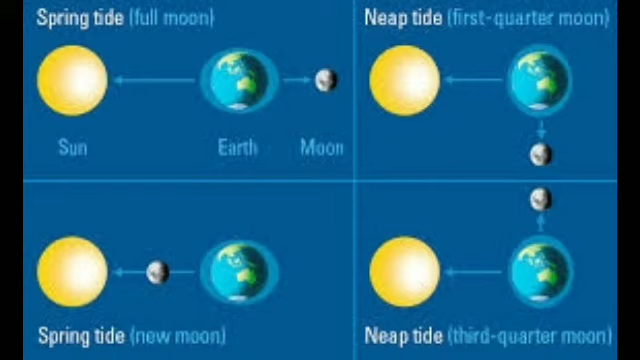 Spring tide (full moon)
Neap tide (first-quarter moon)
Sun
Earth
Moon
Spring tide (new moon)
Neap tide (third-quarter moon)